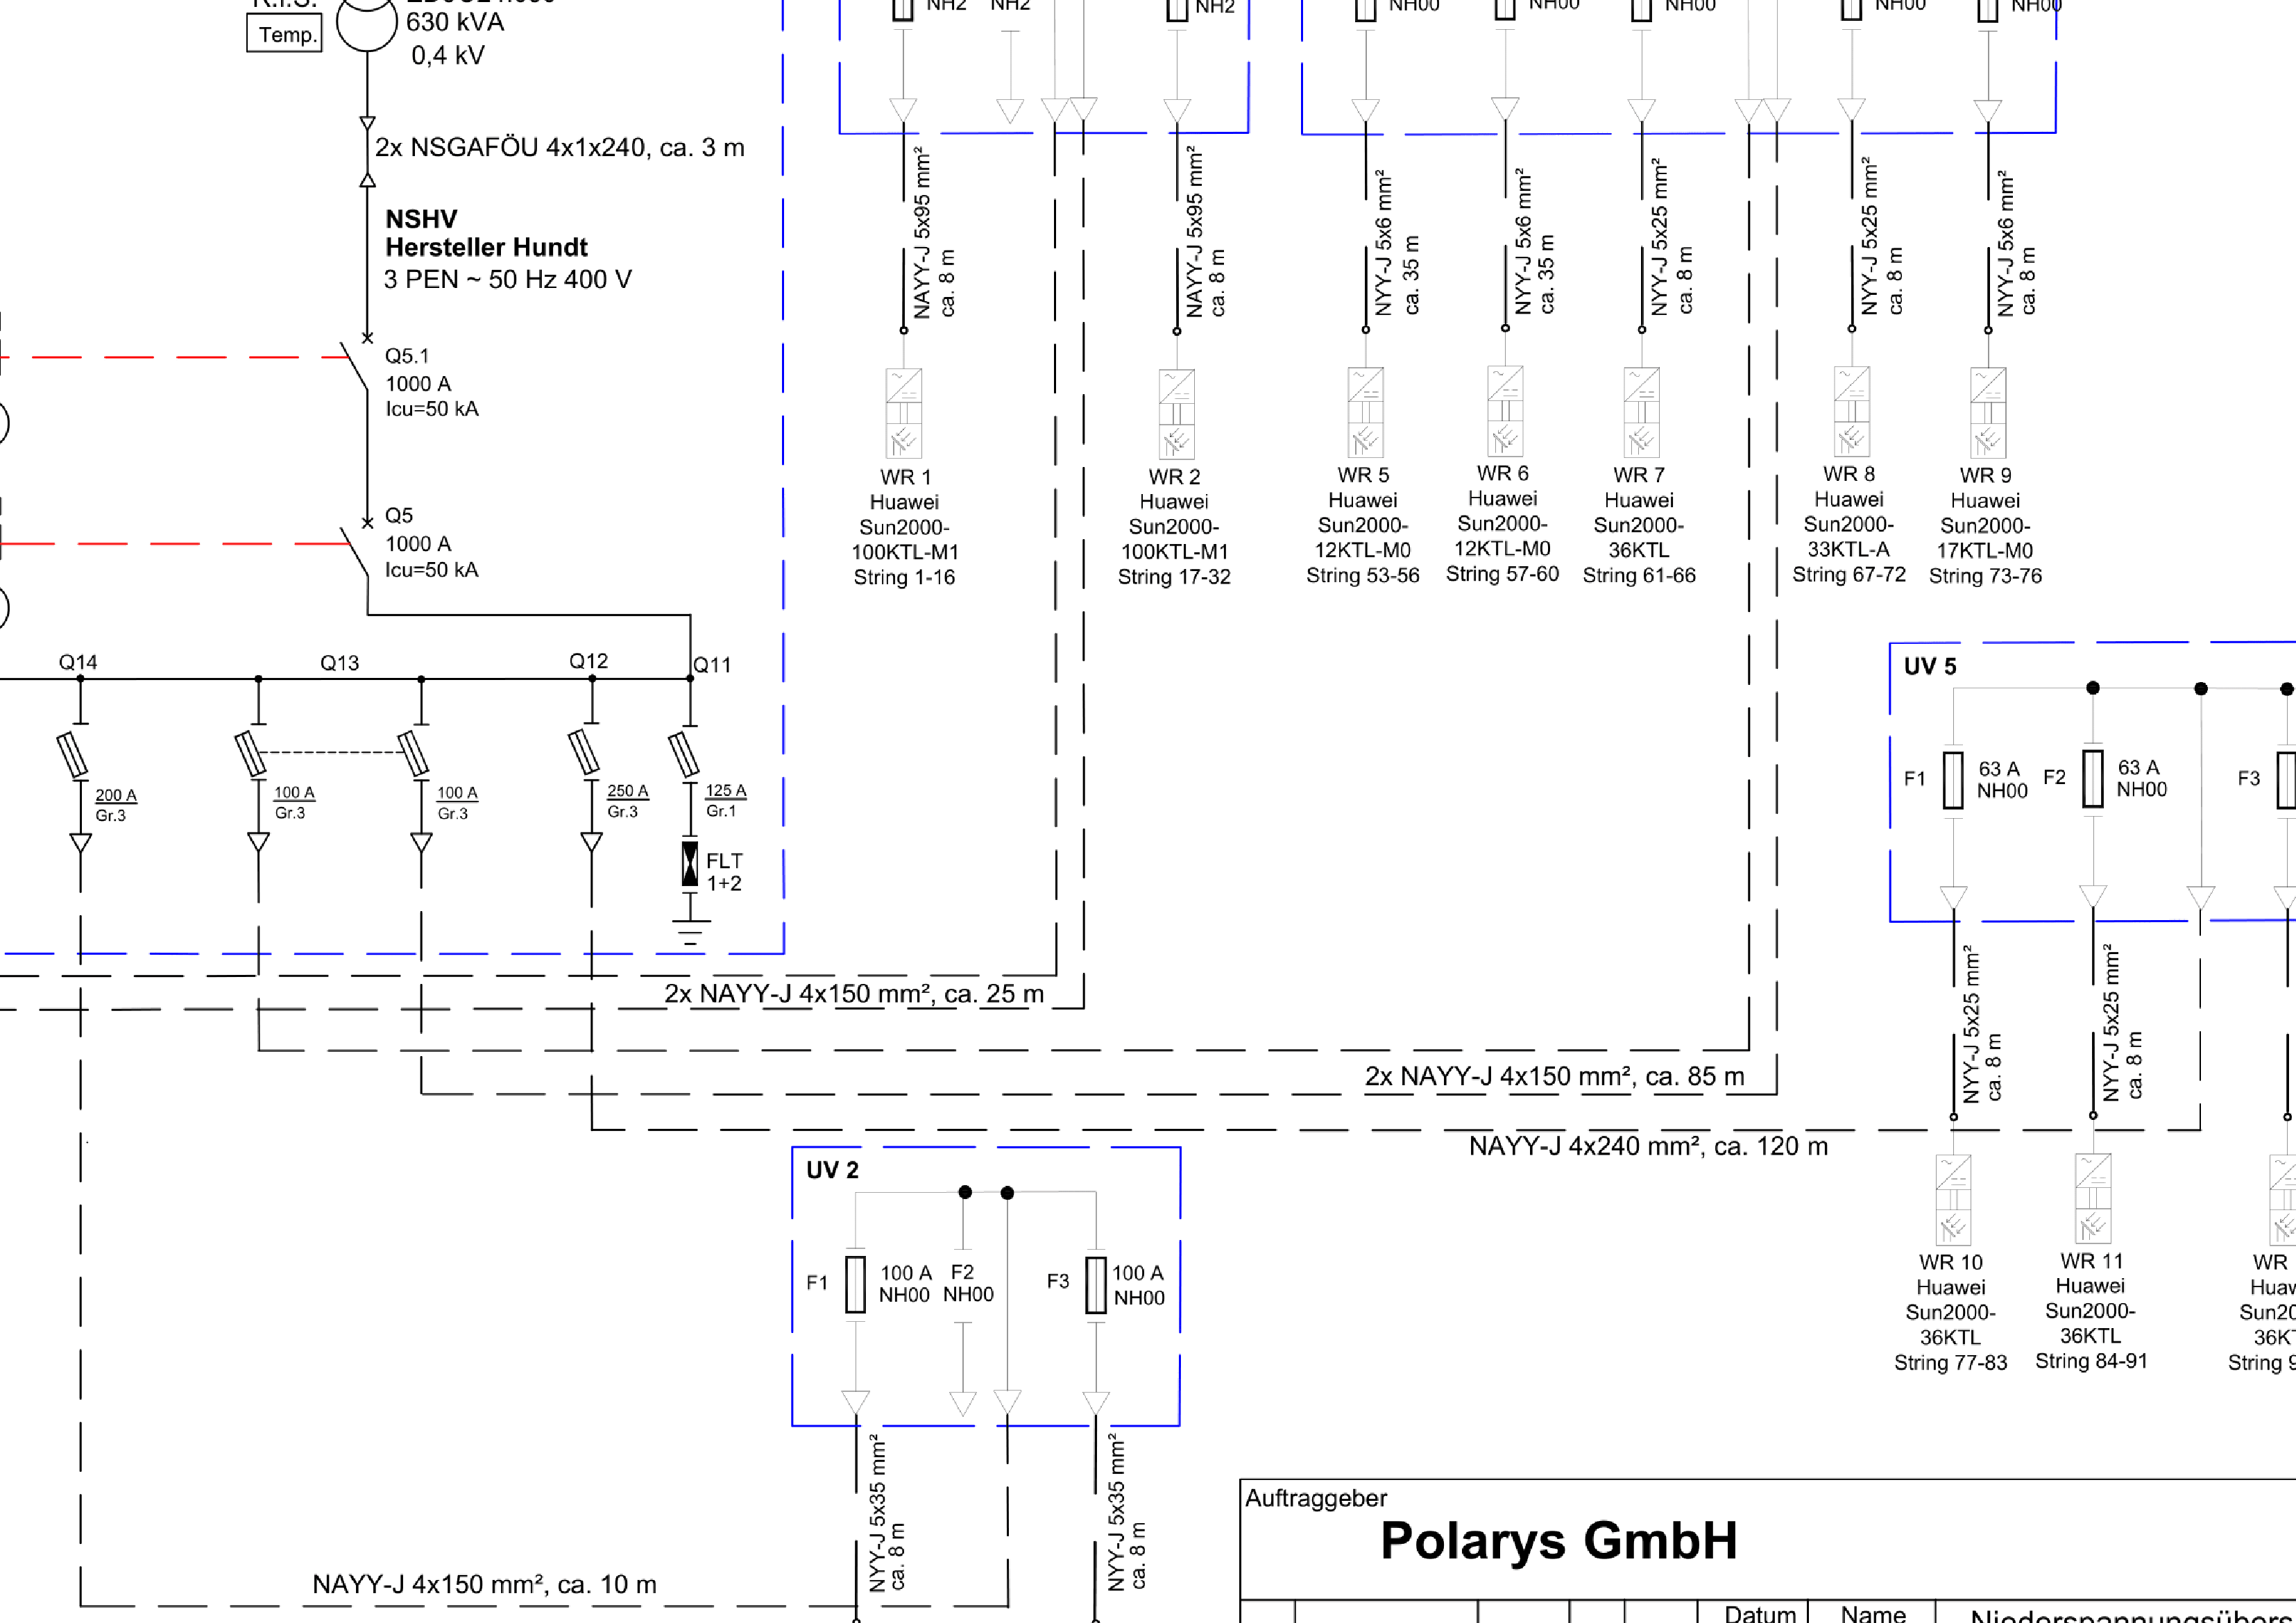 630 kVA
0,4 kV
Temp.
NH2
NH2
NH2
NH00
NH00
NH00
NH00
NH00
2x NSGAFÖU 4x1x240, ca. 3 m
NSHV
Hersteller Hundt
3 PEN ~ 50 Hz 400 V
Q5.1
1000 A
Icu=50 kA
Q5
1000 A
Icu=50 kA
NAYY-J 5x95 mm²
ca. 8 m
NAYY-J 5x95 mm²
ca. 8 m
NYY-J 5x6 mm²
ca. 35 m
NYY-J 5x6 mm²
ca. 35 m
NYY-J 5x25 mm²
ca. 8 m
NYY-J 5x25 mm²
ca. 8 m
NYY-J 5x6 mm²
ca. 8 m
WR 1
Huawei
Sun2000-
100KTL-M1
String 1-16
WR 2
Huawei
Sun2000-
100KTL-M1
String 17-32
WR 5
Huawei
Sun2000-
12KTL-M0
String 53-56
WR 6
Huawei
Sun2000-
12KTL-M0
String 57-60
WR 7
Huawei
Sun2000-
36KTL
String 61-66
WR 8
Huawei
Sun2000-
33KTL-A
String 67-72
WR 9
Huawei
Sun2000-
17KTL-M0
String 73-76
Q14
Q13
Q12
Q11
200 A
Gr.3
100 A
Gr.3
100 A
Gr.3
250 A
Gr.3
125 A
Gr.1
FLT
1+2
UV 5
F1
63 A
NH00
F2
63 A
NH00
F3
2x NAYY-J 4x150 mm², ca. 25 m
2x NAYY-J 4x150 mm², ca. 85 m
NAYY-J 4x240 mm², ca. 120 m
NYY-J 5x25 mm²
ca. 8 m
NYY-J 5x25 mm²
ca. 8 m
WR 10
Huawei
Sun2000-
36KTL
String 77-83
WR 11
Huawei
Sun2000-
36KTL
String 84-91
WR
String 9
UV 2
F1
100 A
NH00
F2
NH00
F3
100 A
NH00
NYY-J 5x35 mm²
ca. 8 m
NYY-J 5x35 mm²
ca. 8 m
NAYY-J 4x150 mm², ca. 10 m
Auftraggeber
Polarys GmbH
Datum
Name